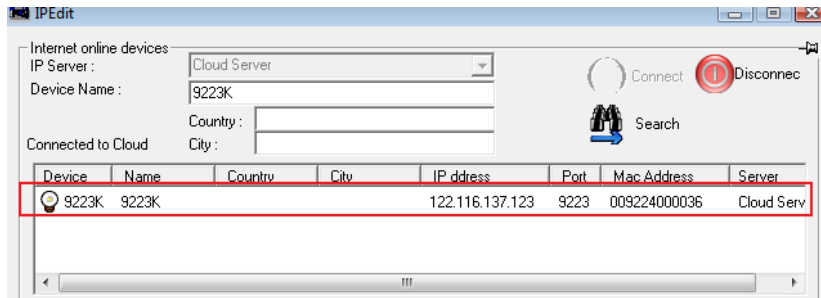 IPEdit
Internet online devices
IP Server : Cloud Server Connect Disconnec
Device Name : 9223K
Country :
Search
Connected to Cloud City :
Device Name Country City IP ddress Port Mac Address Server
9223K 9223K 122.116.137.123 9223 009224000036 Cloud Serv